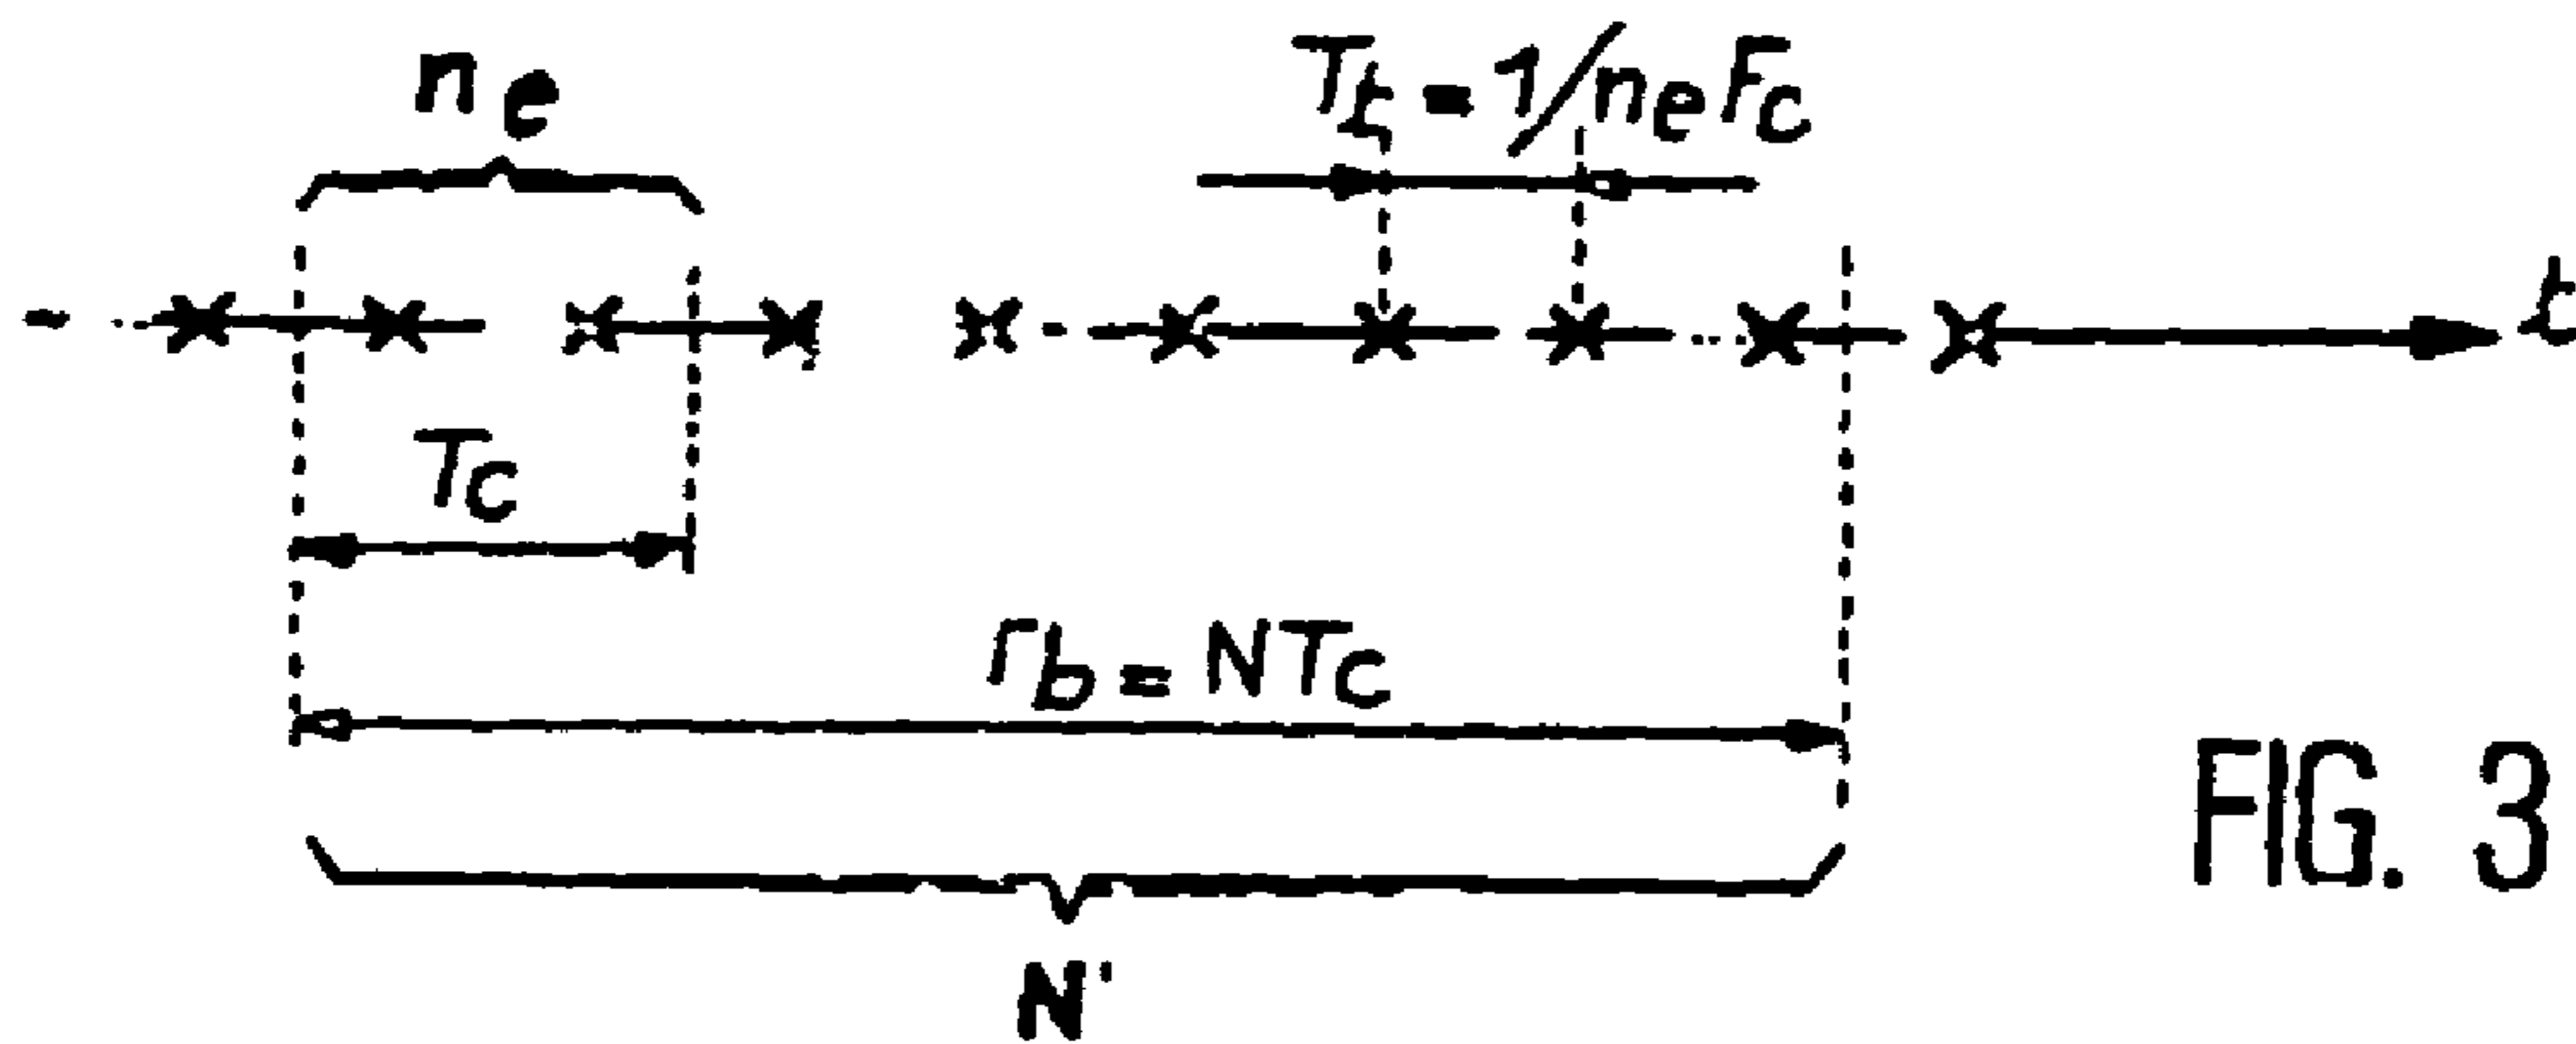 ne
Tt = 1/neFc
t
Tc
Tb = NTc
FIG. 3
N'